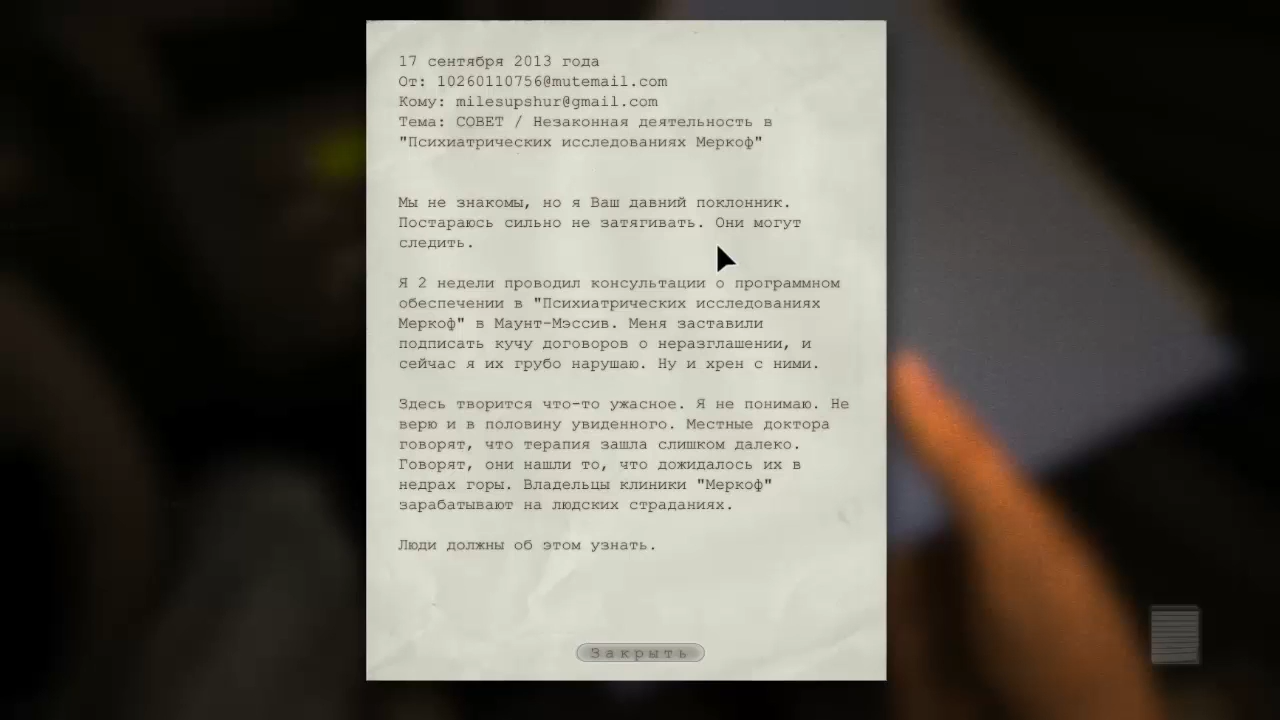 17 сентября 2013 года
От: 10260110756@mutemail.com
Кому: milesupshur@gmail.com
Тема: СОВЕТ / Незаконная деятельность в
"Психиатрических исследованиях Меркоф"
Мы не знакомы, но я Ваш давний поклонник.
Постараюсь сильно не затягивать. Они могут
следить.
Я 2 недели проводил консультации о программном
обеспечении в "Психиатрических исследованиях
Меркоф" в Маунт-Мэссив. Меня заставили
подписать кучу договоров о неразглашении, и
сейчас я их грубо нарушаю. Ну и хрен с ними.
Здесь творится что-то ужасное. Я не понимаю. Не
верю и в половину увиденного. Местные доктора
говорят, что терапия зашла слишком далеко.
Говорят, они нашли то, что дожидалось их в
недрах горы. Владельцы клиники "Меркоф"
зарабатывают на людских страданиях.
Люди должны об этом узнать.
Закрыть